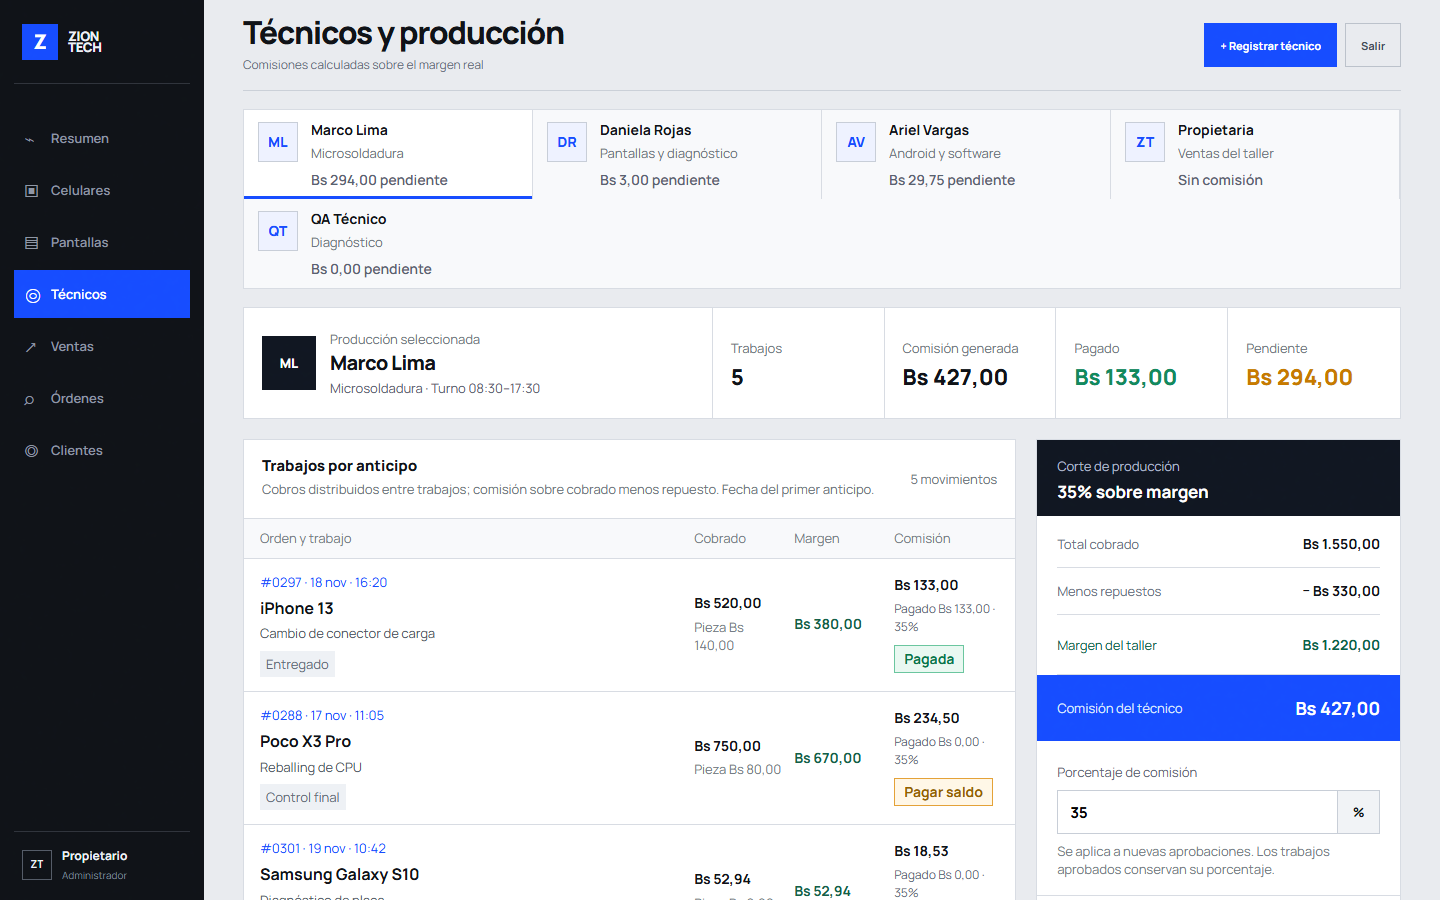 Z
ZION
TECH
Resumen
Celulares
Pantallas
Técnicos
Ventas
Órdenes
Clientes
ZT
Propietario
Administrador
Técnicos y producción
Comisiones calculadas sobre el margen real
+ Registrar técnico
Salir
ML
Marco Lima
Microsoldadura
Bs 294,00 pendiente
DR
Daniela Rojas
Pantallas y diagnóstico
Bs 3,00 pendiente
AV
Ariel Vargas
Android y software
Bs 29,75 pendiente
ZT
Propietaria
Ventas del taller
Sin comisión
QT
QA Técnico
Diagnóstico
Bs 0,00 pendiente
ML
Producción seleccionada
Marco Lima
Microsoldadura · Turno 08:30–17:30
Trabajos
5
Comisión generada
Bs 427,00
Pagado
Bs 133,00
Pendiente
Bs 294,00
Trabajos por anticipo
Cobros distribuidos entre trabajos; comisión sobre cobrado menos repuesto. Fecha del primer anticipo.
5 movimientos
Orden y trabajo
Cobrado
Margen
Comisión
#0297 · 18 nov · 16:20
iPhone 13
Cambio de conector de carga
Entregado
Bs 520,00
Pieza Bs
140,00
Bs 380,00
Bs 133,00
Pagado Bs 133,00 ·
35%
Pagada
#0288 · 17 nov · 11:05
Poco X3 Pro
Reballing de CPU
Control final
Bs 750,00
Pieza Bs 80,00
Bs 670,00
Bs 234,50
Pagado Bs 0,00 ·
35%
Pagar saldo
#0301 · 19 nov · 10:42
Samsung Galaxy S10
Diagnóstico de placa
Bs 52,94
Bs 52,94
Bs 18,53
Pagado Bs 0,00 ·
35%
Corte de producción
35% sobre margen
Total cobrado
Bs 1.550,00
Menos repuestos
− Bs 330,00
Margen del taller
Bs 1.220,00
Comisión del técnico
Bs 427,00
Porcentaje de comisión
35
%
Se aplica a nuevas aprobaciones. Los trabajos
aprobados conservan su porcentaje.